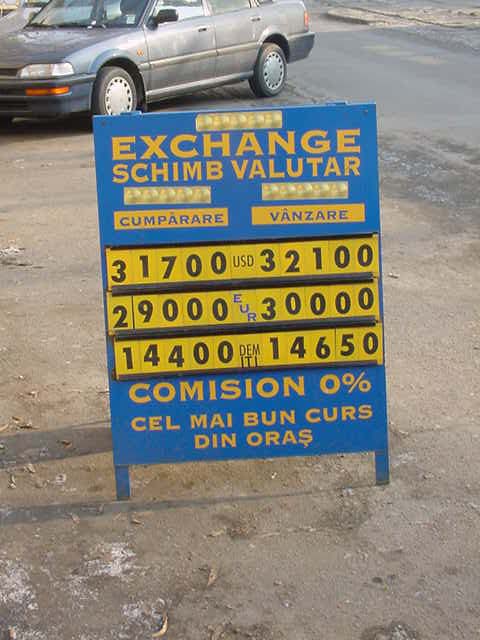 EXCHANGE
SCHIMB VALUTAR
CUMPĂRARE VÂNZARE
31700 USD 32100
29000 EUR 30000
14400 DEM 14650
COMISION 0%
CEL MAI BUN CURS
DIN ORAȘ